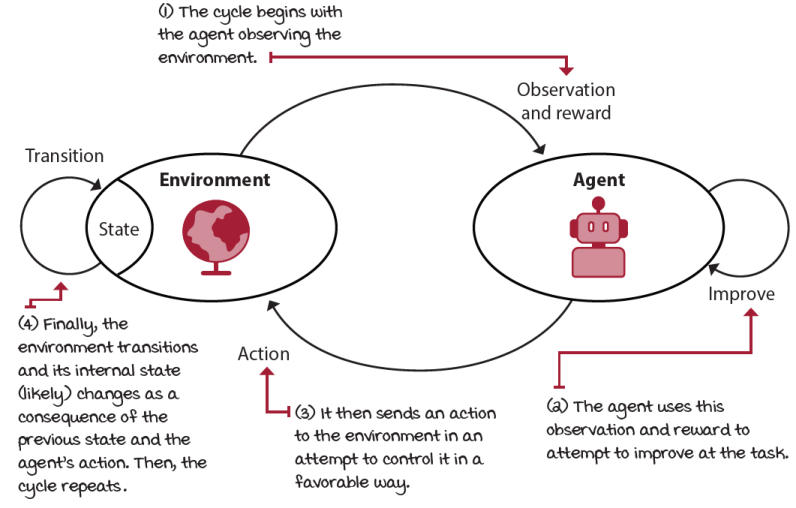 (1) The cycle begins with
the agent observing the
environment.
Observation
and reward
Transition
Environment
Agent
State
Improve
Action
(4) Finally, the
environment transitions
and its internal state
(likely) changes as a
consequence of the
previous state and the
agent's action. Then, the
cycle repeats.
(3) It then sends an action
to the environment in an
attempt to control it in a
favorable way.
(2) The agent uses this
observation and reward to
attempt to improve at the task.